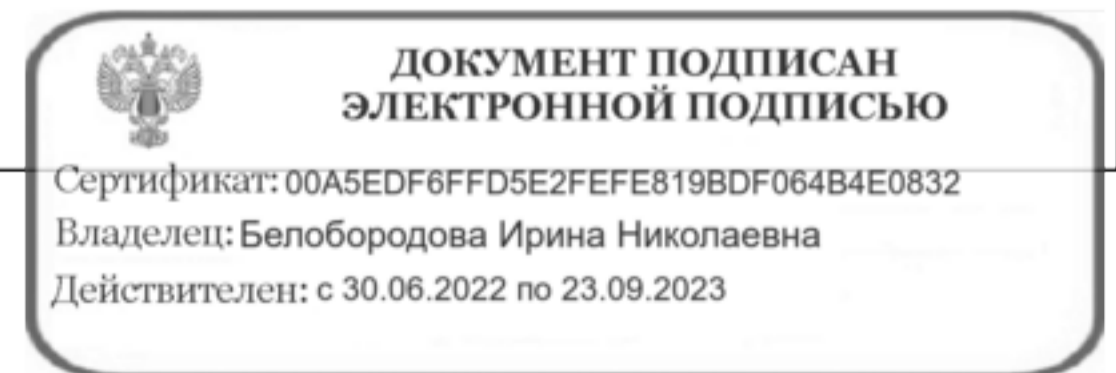 ДОКУМЕНТ ПОДПИСАН
ЭЛЕКТРОННОЙ ПОДПИСЬЮ
Сертификат: 00A5EDF6FFD5E2FEFE819BDF064B4E0832
Владелец: Белобородова Ирина Николаевна
Действителен: с 30.06.2022 по 23.09.2023